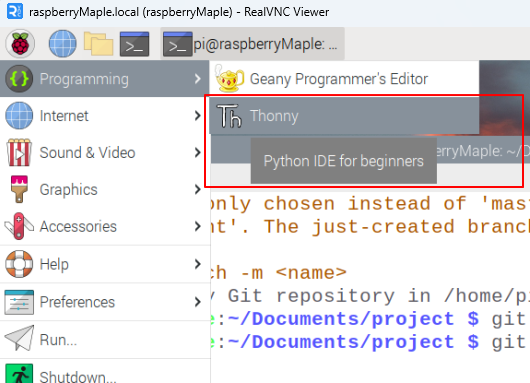 raspberryMaple.local (raspberryMaple) - RealVNC Viewer
pi@raspberryMaple: ...
Programming
Geany Programmer's Editor
Internet
Th Thonny
Sound & Video
erryMaple: ~/D
Python IDE for beginners
Graphics
only chosen instead of 'mas
Accessories
nt'. The just-created branc
Help
ch -m <name>
Preferences
y Git repository in /home/pi
e:~/Documents/project $ git
Run...
e:~/Documents/project $ git
Shutdown...